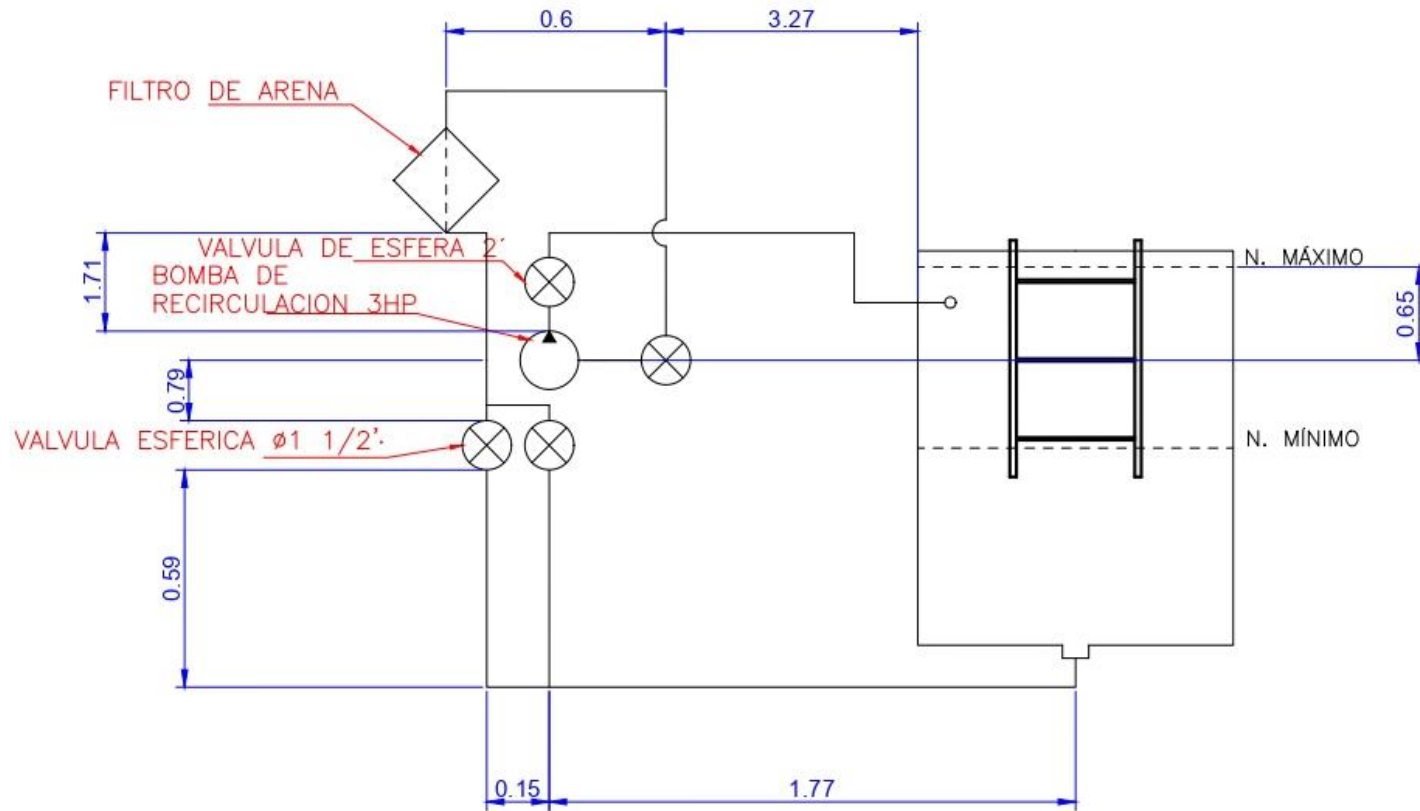 0.6
3.27
FILTRO DE ARENA
VALVULA DE ESFERA 2´
BOMBA DE
RECIRCULACION 3HP
1.71
N. MÁXIMO
0.65
0.79
VALVULA ESFERICA ø1 1/2'.
N. MÍNIMO
0.59
0.15
1.77